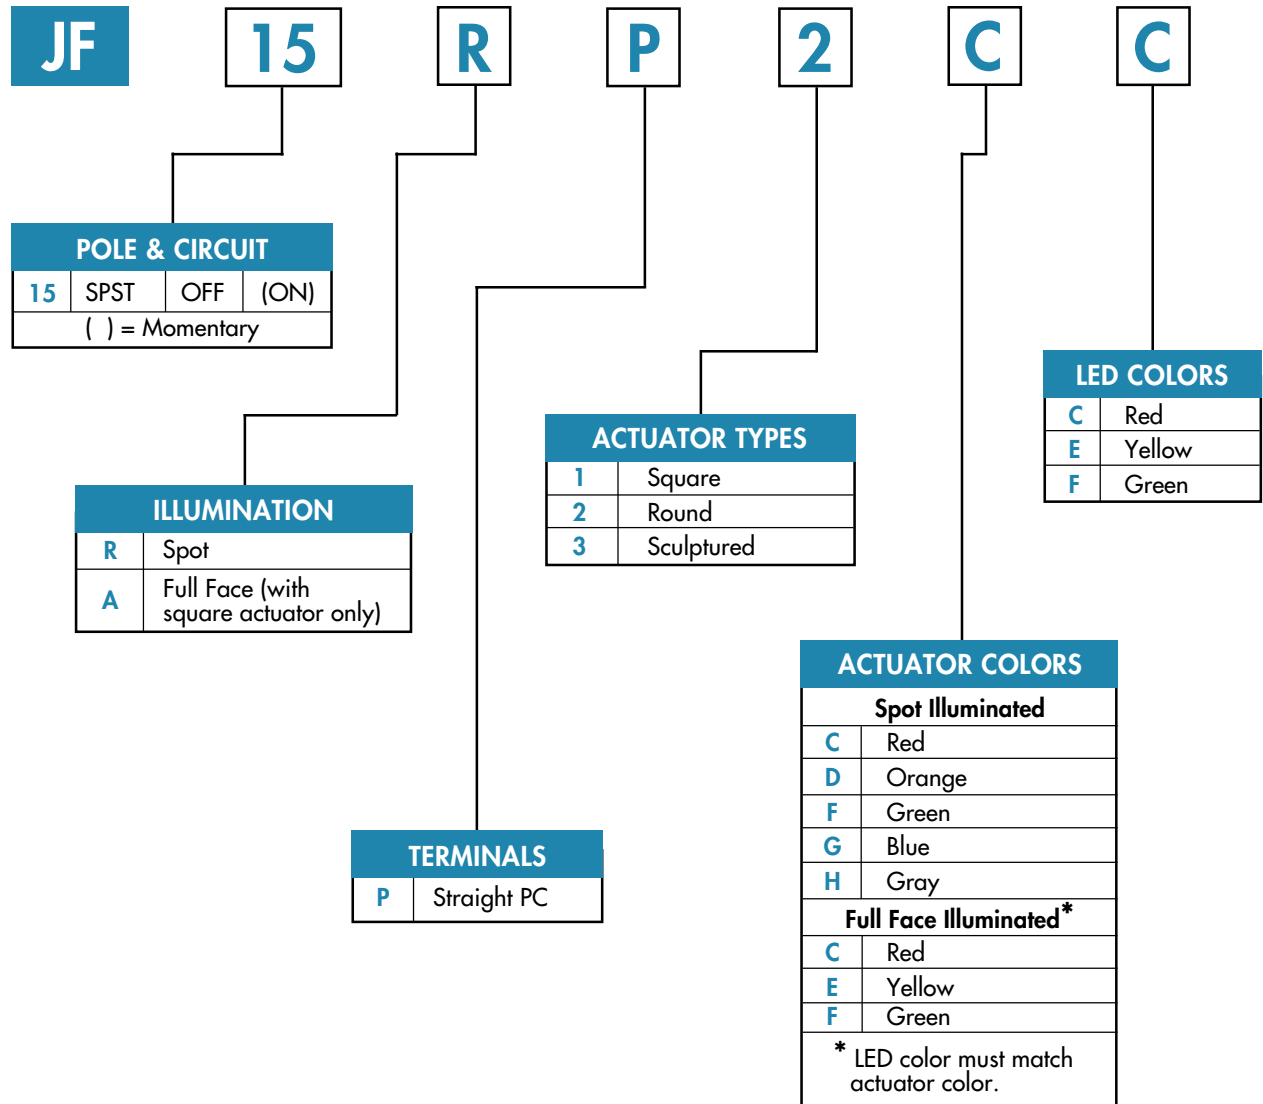 JF 15 R P 2 C C
POLE & CIRCUIT
15 SPST OFF (ON)
( ) = Momentary
ILLUMINATION
R Spot
A Full Face (with
square actuator only)
TERMINALS
P Straight PC
ACTUATOR TYPES
1 Square
2 Round
3 Sculptured
ACTUATOR COLORS
Spot Illuminated
C Red
D Orange
F Green
G Blue
H Gray
Full Face Illuminated*
C Red
E Yellow
F Green
* LED color must match
actuator color.
LED COLORS
C Red
E Yellow
F Green